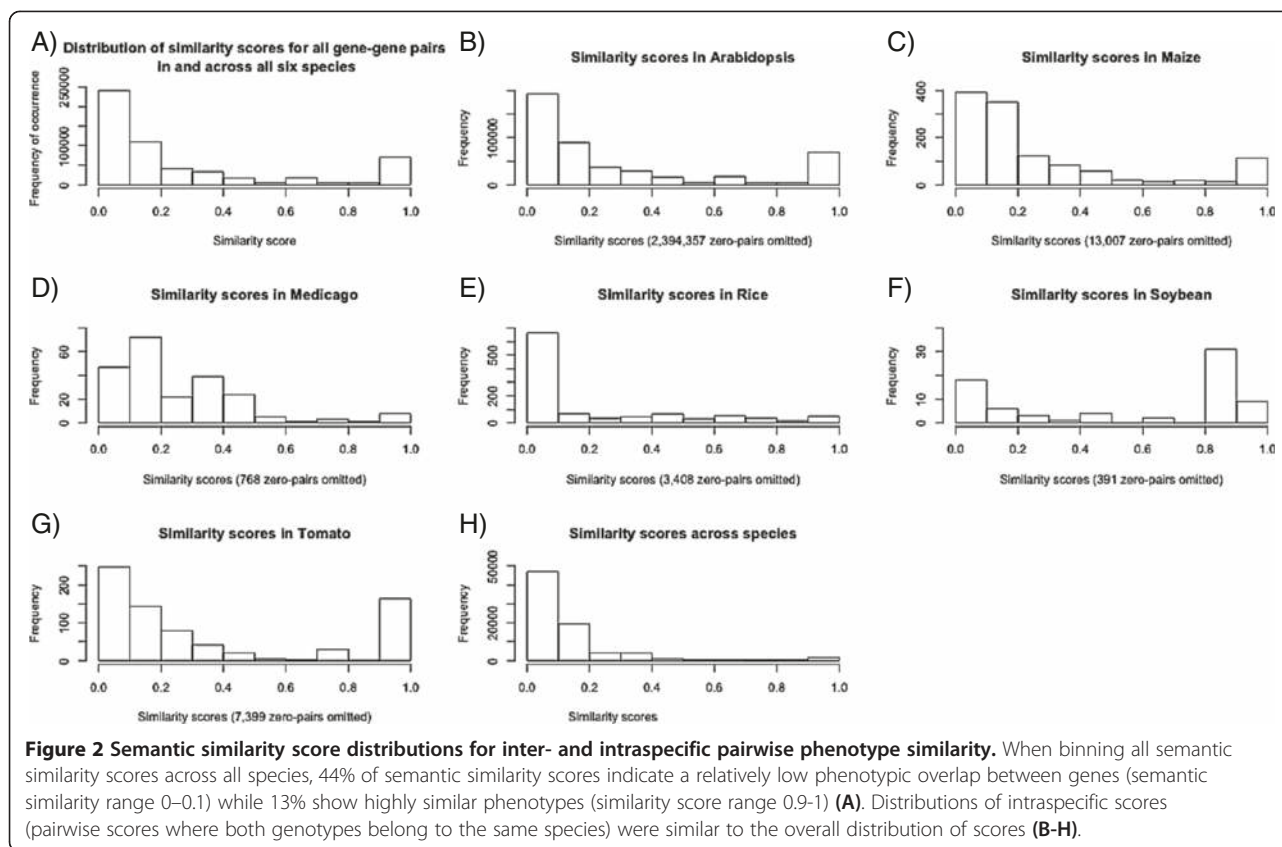 A)
Distribution of similarity scores for all gene-gene pairs
in and across all six species
Frequency of occurrence
0 100000 250000
0.0 0.2 0.4 0.6 0.8 1.0
Similarity score
B)
Similarity scores in Arabidopsis
Frequency
0 100000
0.0 0.2 0.4 0.6 0.8 1.0
Similarity scores (2,394,357 zero-pairs omitted)
C)
Similarity scores in Maize
Frequency
0 200 400
0.0 0.2 0.4 0.6 0.8 1.0
Similarity scores (13,007 zero-pairs omitted)
D)
Similarity scores in Medicago
Frequency
0 20 60
0.0 0.2 0.4 0.6 0.8 1.0
Similarity scores (768 zero-pairs omitted)
E)
Similarity scores in Rice
Frequency
0 200 500
0.0 0.2 0.4 0.6 0.8 1.0
Similarity scores (3,408 zero-pairs omitted)
F)
Similarity scores in Soybean
Frequency
0 10 30
0.0 0.2 0.4 0.6 0.8 1.0
Similarity scores (391 zero-pairs omitted)
G)
Similarity scores in Tomato
Frequency
0 100 200
0.0 0.2 0.4 0.6 0.8 1.0
Similarity scores (7,399 zero-pairs omitted)
H)
Similarity scores across species
Frequency
0 20000 50000
0.0 0.2 0.4 0.6 0.8 1.0
Similarity scores
Figure 2 Semantic similarity score distributions for inter- and intraspecific pairwise phenotype similarity. When binning all semantic
similarity scores across all species, 44% of semantic similarity scores indicate a relatively low phenotypic overlap between genes (semantic
similarity range 0–0.1) while 13% show highly similar phenotypes (similarity score range 0.9-1) (A). Distributions of intraspecific scores
(pairwise scores where both genotypes belong to the same species) were similar to the overall distribution of scores (B-H).